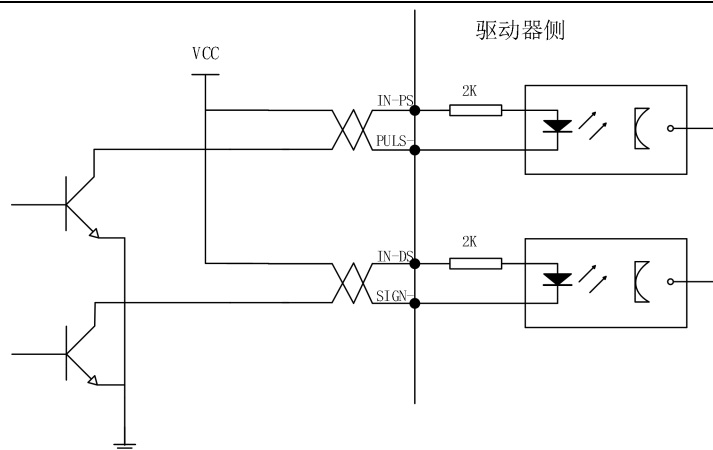 驱动器侧
VCC
IN-PS
2K
PULS-
IN-DS
2K
SIGN-